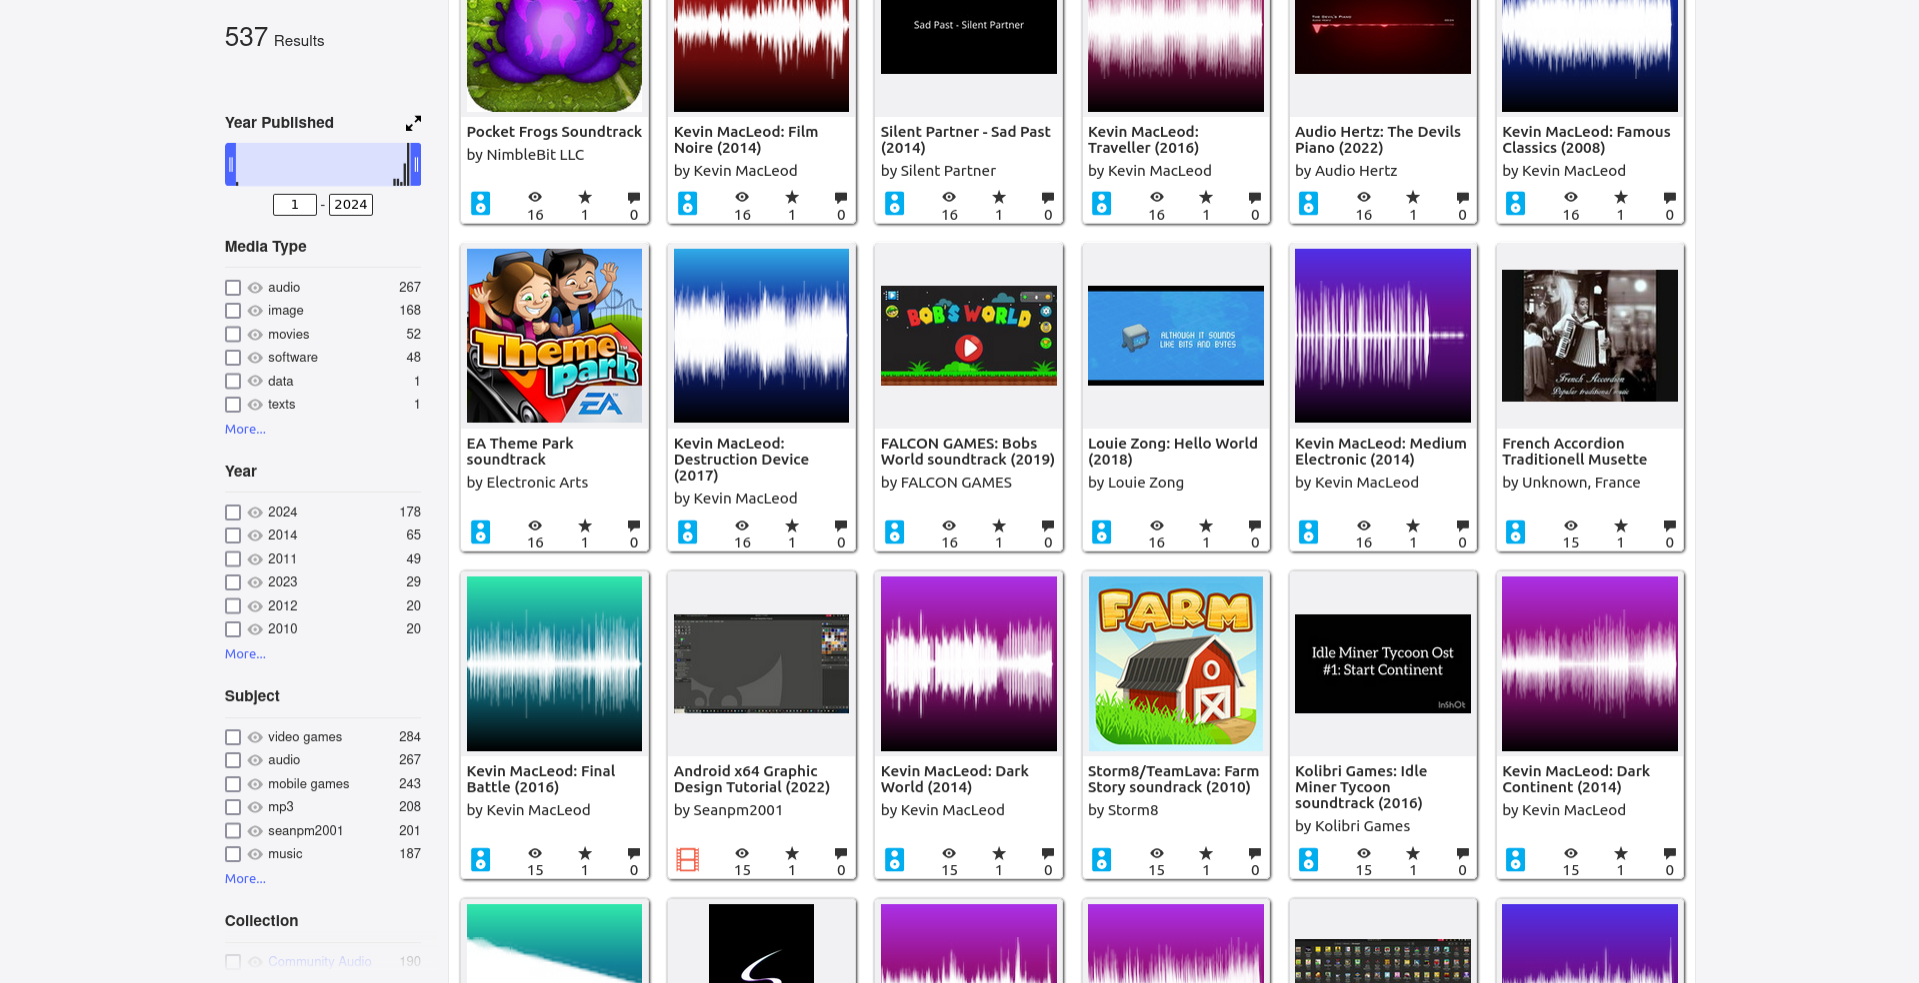 537 Results
Year Published
1 - 2024
Media Type
audio 267
image 168
movies 52
software 48
data 1
texts 1
More...
Year
2024 178
2014 65
2011 49
2023 29
2012 20
2010 20
More...
Subject
video games 284
audio 267
mobile games 243
mp3 208
seanpm2001 201
music 187
More...
Collection
Community Audio 190
Pocket Frogs Soundtrack
by NimbleBit LLC
16 1 0
Kevin MacLeod: Film
Noire (2014)
by Kevin MacLeod
16 1 0
Sad Past - Silent Partner
Silent Partner - Sad Past
(2014)
by Silent Partner
16 1 0
Kevin MacLeod:
Traveller (2016)
by Kevin MacLeod
16 1 0
The Devil's Piano
Audio Hertz: The Devils
Piano (2022)
by Audio Hertz
16 1 0
Kevin MacLeod: Famous
Classics (2008)
by Kevin MacLeod
16 1 0
Theme
park
EA
EA Theme Park
soundtrack
by Electronic Arts
16 1 0
Kevin MacLeod:
Destruction Device
(2017)
by Kevin MacLeod
16 1 0
BOB'S WORLD
FALCON GAMES: Bobs
World soundtrack (2019)
by FALCON GAMES
16 1 0
ALTHOUGH IT SOUNDS
LIKE BITS AND BYTES
Louie Zong: Hello World
(2018)
by Louie Zong
16 1 0
Kevin MacLeod: Medium
Electronic (2014)
by Kevin MacLeod
16 1 0
French Accordion
Popular traditional music
French Accordion
Traditionell Musette
by Unknown, France
15 1 0
Kevin MacLeod: Final
Battle (2016)
by Kevin MacLeod
15 1 0
Android x64 Graphic
Design Tutorial (2022)
by Seanpm2001
15 1 0
Kevin MacLeod: Dark
World (2014)
by Kevin MacLeod
15 1 0
FARM
Storm8/TeamLava: Farm
Story soundrack (2010)
by Storm8
15 1 0
Idle Miner Tycoon Ost
#1: Start Continent
InShOt
Kolibri Games: Idle
Miner Tycoon
soundtrack (2016)
by Kolibri Games
15 1 0
Kevin MacLeod: Dark
Continent (2014)
by Kevin MacLeod
15 1 0